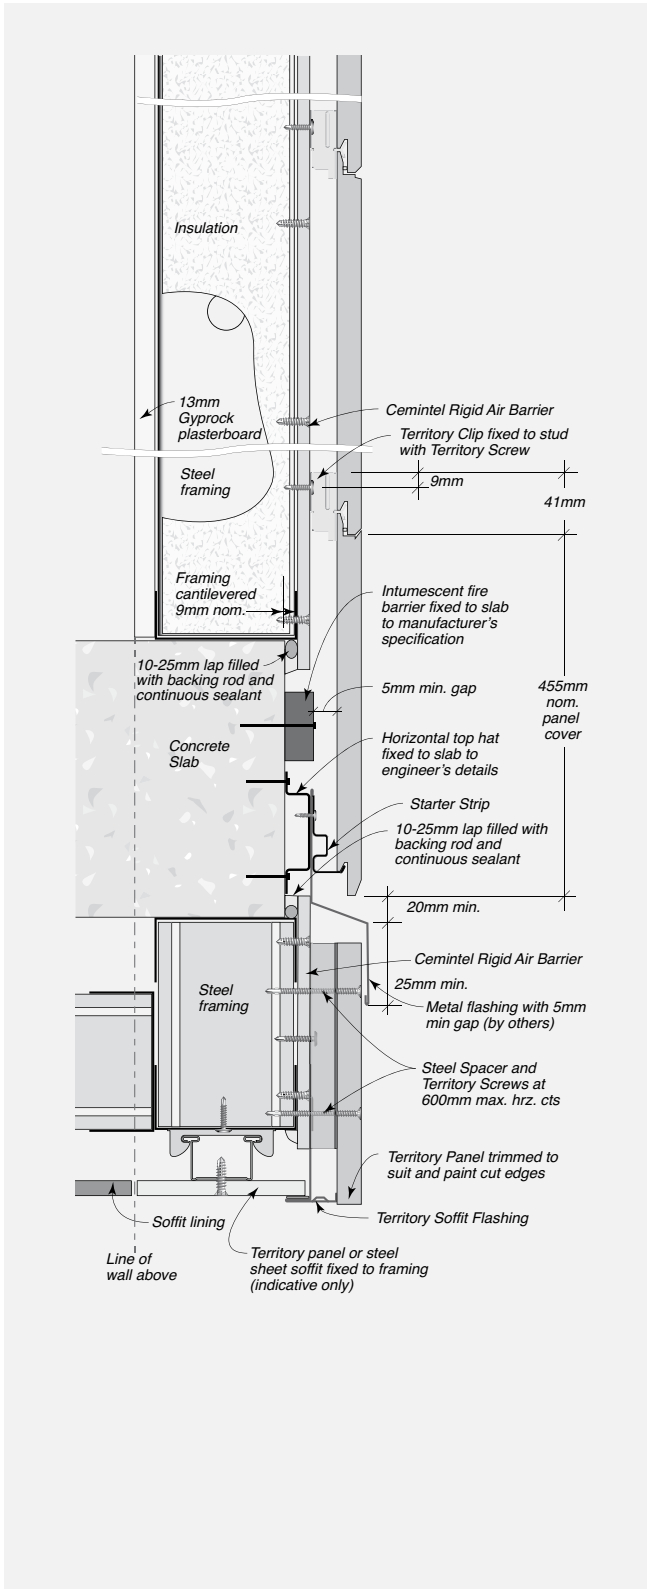 Insulation
13mm
Gyprock
plasterboard
Cemintel Rigid Air Barrier
Territory Clip fixed to stud
with Territory Screw
Steel
framing
9mm
41mm
Framing
cantilevered
9mm nom.
Intumescent fire
barrier fixed to slab
to manufacturer's
specification
10-25mm lap filled
with backing rod and
continuous sealant
5mm min. gap
455mm
nom.
panel
cover
Concrete
Slab
Horizontal top hat
fixed to slab to
engineer's details
Starter Strip
10-25mm lap filled with
backing rod and
continuous sealant
20mm min.
Cemintel Rigid Air Barrier
25mm min.
Steel
framing
Metal flashing with 5mm
min gap (by others)
Steel Spacer and
Territory Screws at
600mm max. hrz. cts
Territory Panel trimmed to
suit and paint cut edges
Soffit lining
Territory Soffit Flashing
Line of
wall above
Territory panel or steel
sheet soffit fixed to framing
(indicative only)